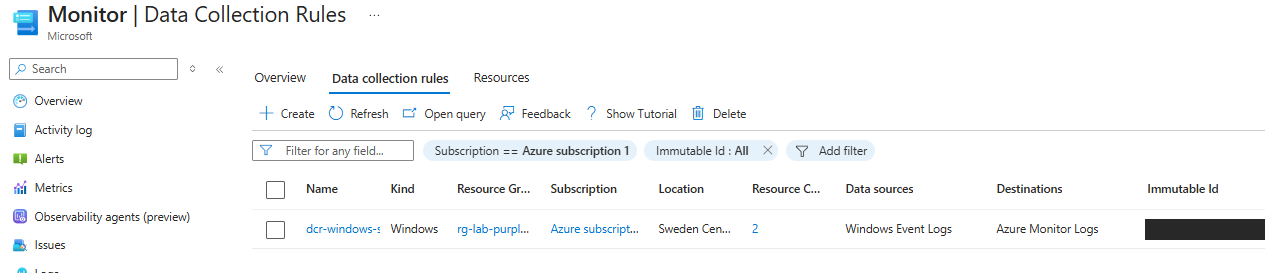 Monitor | Data Collection Rules ...
Microsoft
Search
Overview
Activity log
Alerts
Metrics
Observability agents (preview)
Issues
Logs
Overview Data collection rules Resources
Create Refresh Open query Feedback Show Tutorial Delete
Filter for any field... Subscription == Azure subscription 1 Immutable Id : All Add filter
Name Kind Resource Gr... Subscription Location Resource C... Data sources Destinations Immutable Id
dcr-windows-s Windows rg-lab-purpl... Azure subscript... Sweden Cen... 2 Windows Event Logs Azure Monitor Logs